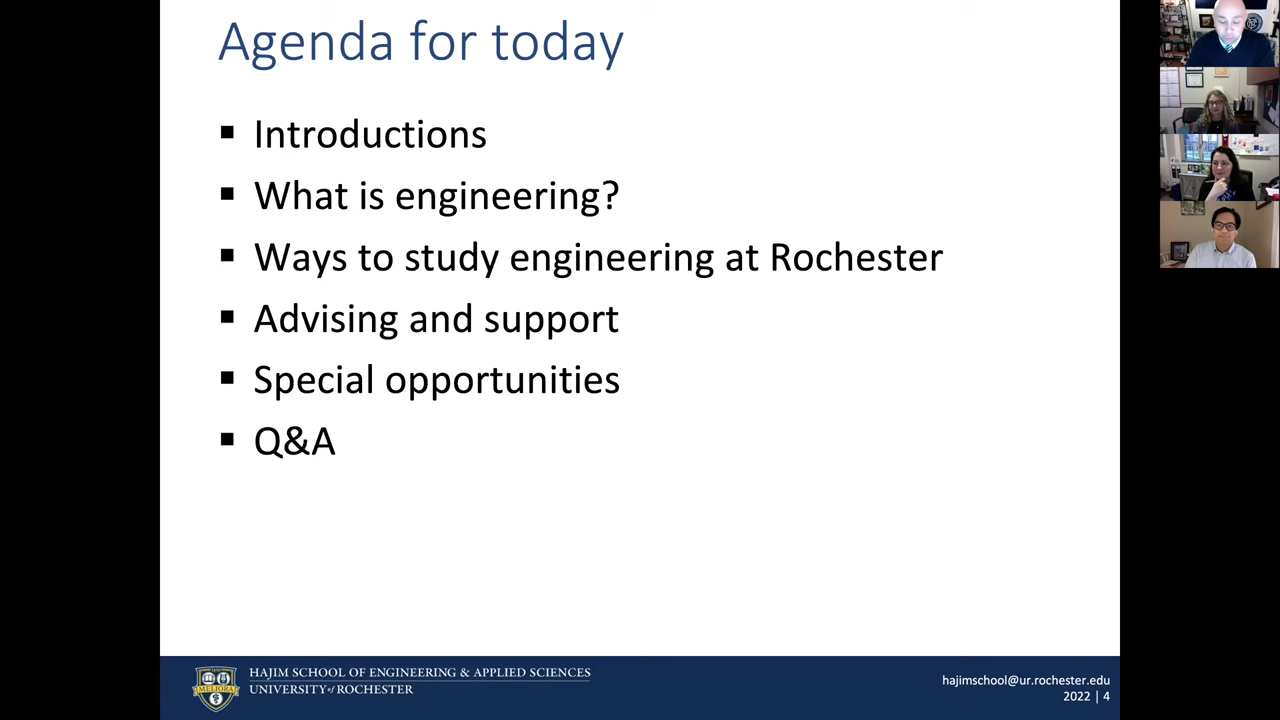 Agenda for today
▪ Introductions
▪ What is engineering?
▪ Ways to study engineering at Rochester
▪ Advising and support
▪ Special opportunities
▪ Q&A
HAJIM SCHOOL OF ENGINEERING & APPLIED SCIENCES
UNIVERSITY of ROCHESTER
MELIORA
hajimschool@ur.rochester.edu
2022 | 4